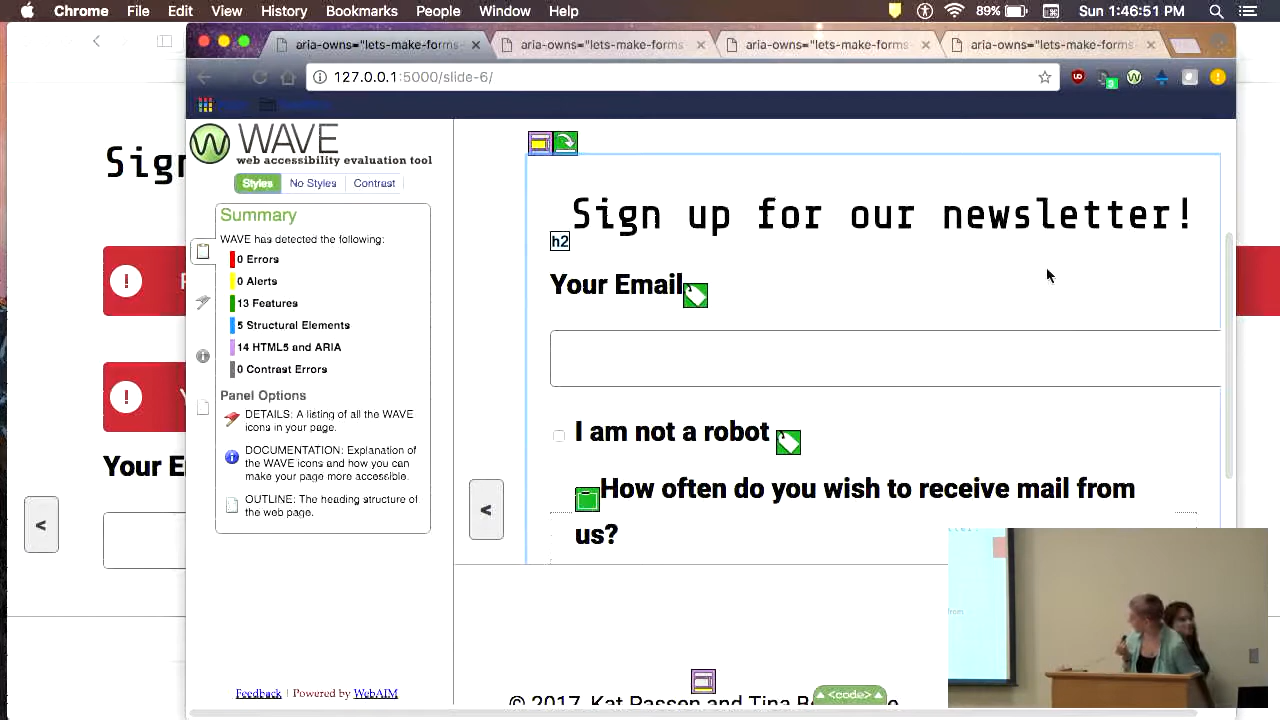 Chrome File Edit View History Bookmarks People Window Help 89% Sun 1:46:51 PM
aria-owns="lets-make-forms- aria-owns="lets-make-forms aria-owns="lets-make-forms- aria-owns="lets-make-forms
127.0.0.1:5000/slide-6/
WAVE
web accessibility evaluation tool
Styles No Styles Contrast
Summary
WAVE has detected the following:
0 Errors
0 Alerts
13 Features
5 Structural Elements
14 HTML5 and ARIA
0 Contrast Errors
Panel Options
DETAILS: A listing of all the WAVE
icons in your page.
DOCUMENTATION: Explanation of
the WAVE icons and how you can
make your page more accessible.
OUTLINE: The heading structure of
the web page.
Feedback | Powered by WebAIM
Sign up for our newsletter!
h2
Your Email
I am not a robot
How often do you wish to receive mail from
us?
<
© 2017, Kat Passen and Tina
<code>
Sign
!
!
Your E
<